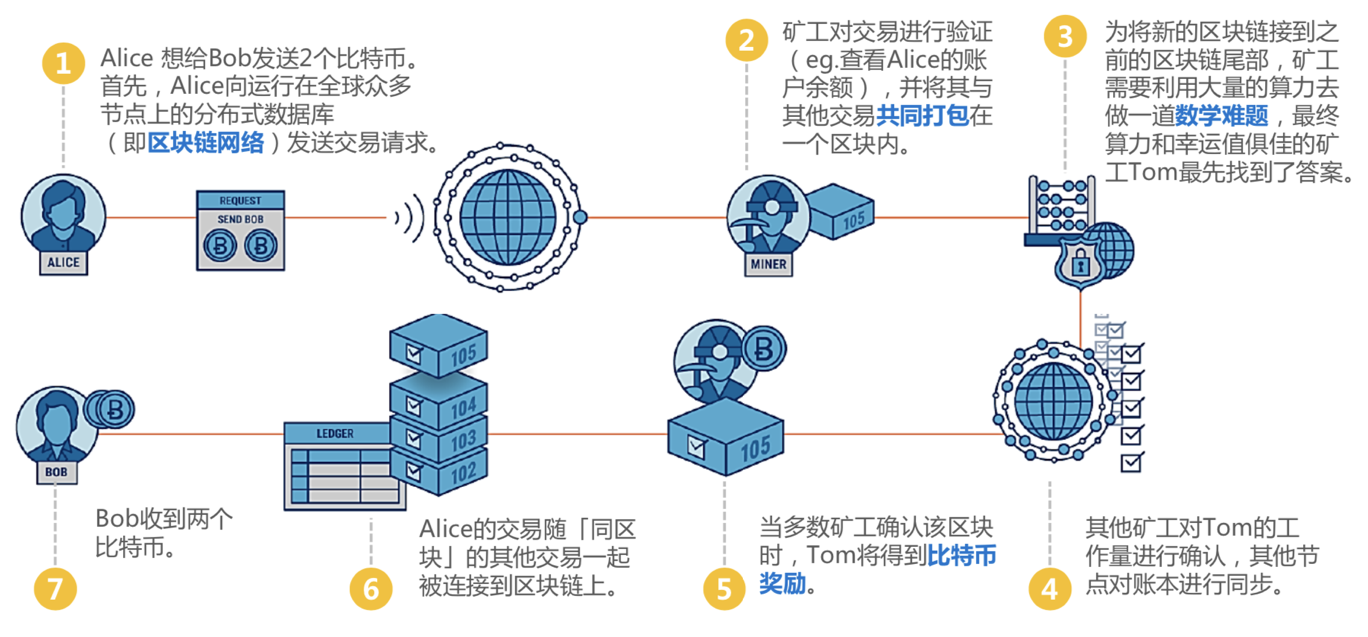 1
Alice 想给Bob发送2个比特币。
首先，Alice向运行在全球众多
节点上的分布式数据库
（即区块链网络）发送交易请求。
2
矿工对交易进行验证
（eg.查看Alice的账
户余额），并将其与
其他交易共同打包在
一个区块内。
3
为将新的区块链接到之
前的区块链尾部，矿工
需要利用大量的算力去
做一道数学难题，最终
算力和幸运值俱佳的矿
工Tom最先找到了答案。
ALICE
REQUEST
SEND BOB
MINER
105
BOB
LEDGER
105
104
103
102
105
7
Bob收到两个
比特币。
6
Alice的交易随「同区
块」的其他交易一起
被连接到区块链上。
5
当多数矿工确认该区块
时，Tom将得到比特币
奖励。
4
其他矿工对Tom的工
作量进行确认，其他节
点对账本进行同步。